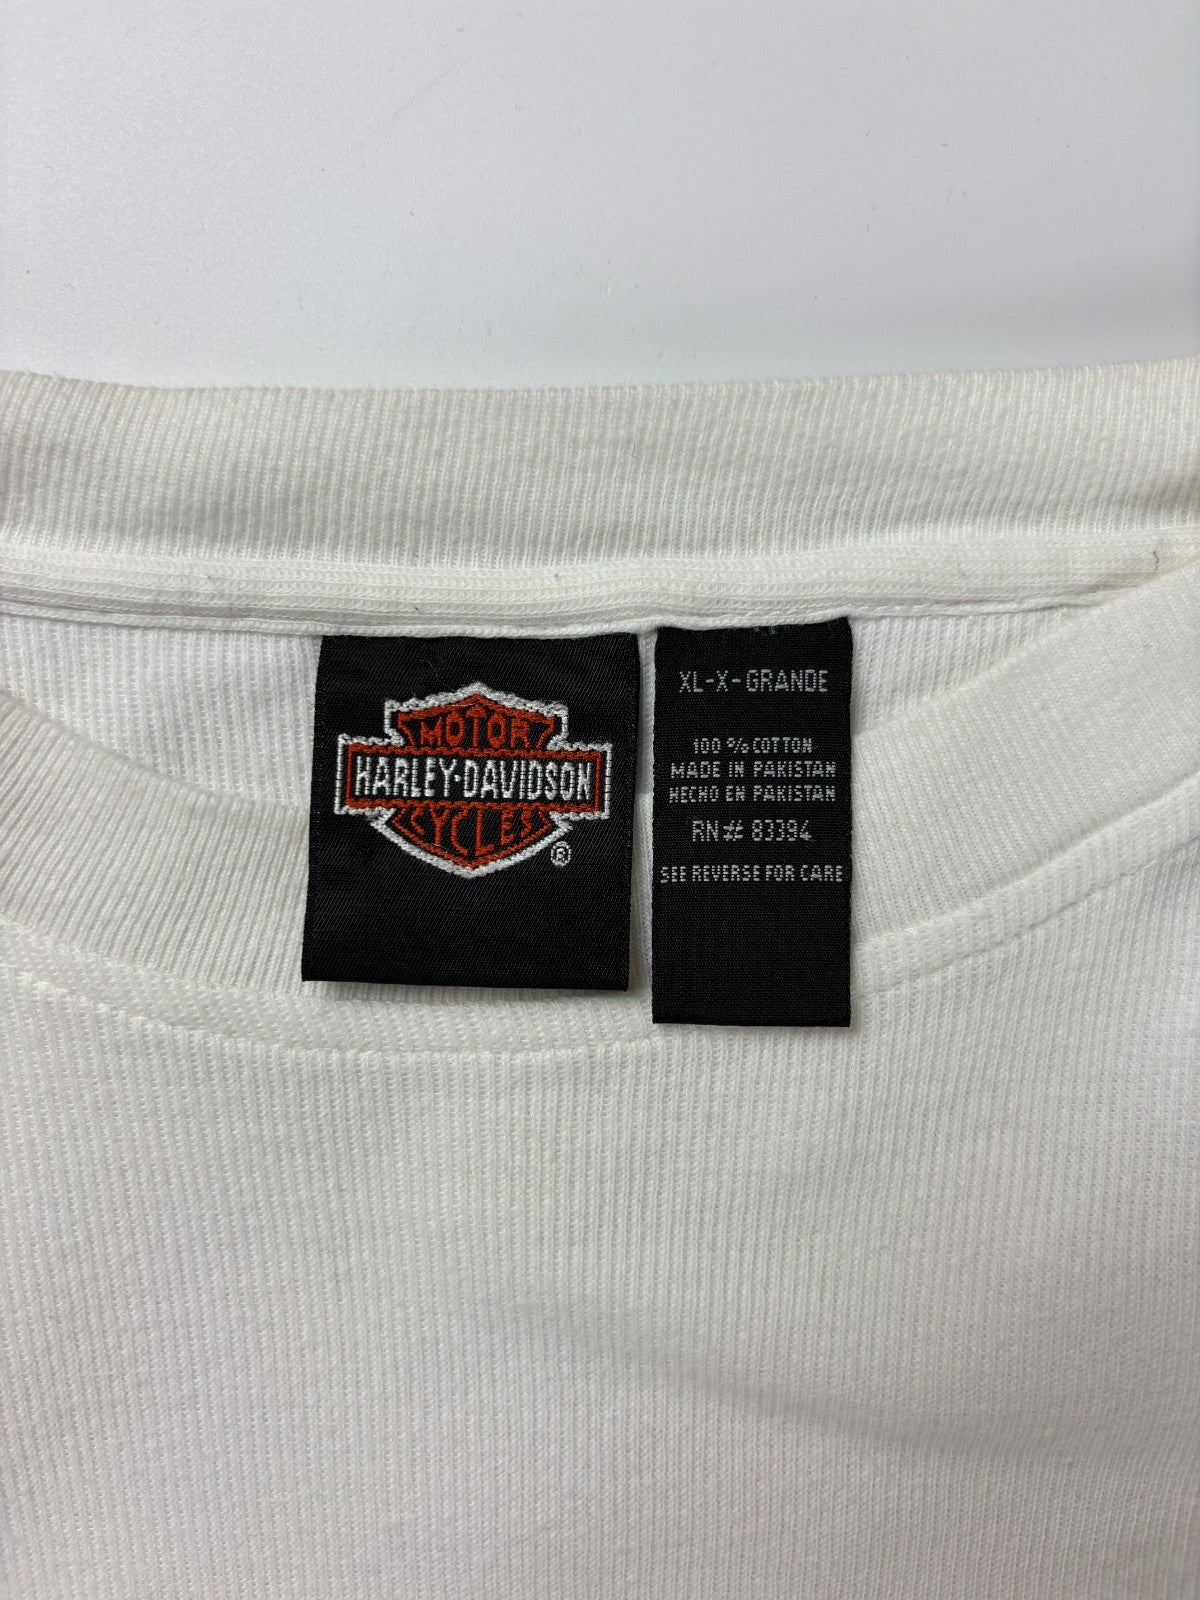 MOTOR
HARLEY-DAVIDSON
CYCLES
®
XL-X-GRANDE
100 % COTTON
MADE IN PAKISTAN
HECHO EN PAKISTAN
RN# 83394
SEE REVERSE FOR CARE